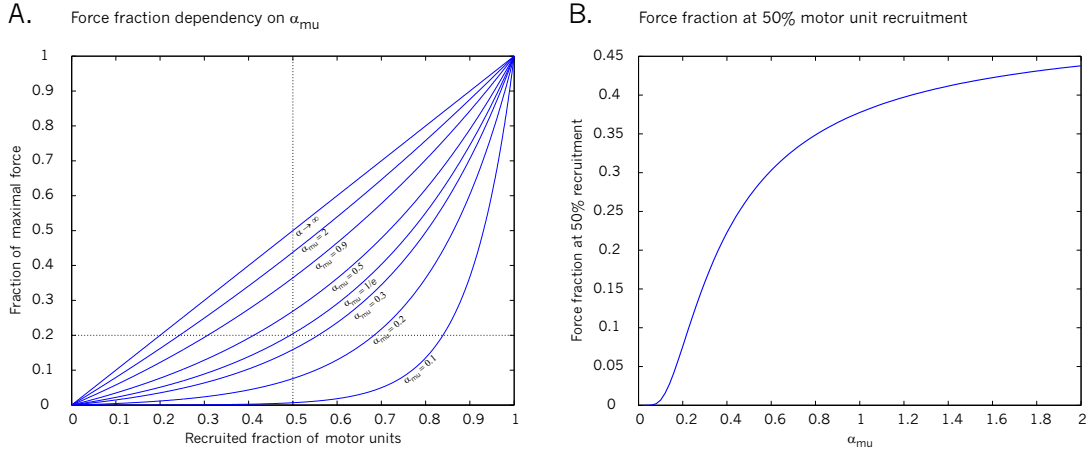 A.
Force fraction dependency on αmu
Fraction of maximal force
1
0.9
0.8
0.7
0.6
0.5
0.4
0.3
0.2
0.1
0
α → ∞
αmu = 2
αmu = 0.9
αmu = 0.5
αmu = 1/e
αmu = 0.3
αmu = 0.2
αmu = 0.1
0 0.1 0.2 0.3 0.4 0.5 0.6 0.7 0.8 0.9 1
Recruited fraction of motor units
B.
Force fraction at 50% motor unit recruitment
Force fraction at 50% recruitment
0.45
0.4
0.35
0.3
0.25
0.2
0.15
0.1
0.05
0
0 0.2 0.4 0.6 0.8 1 1.2 1.4 1.6 1.8 2
αmu